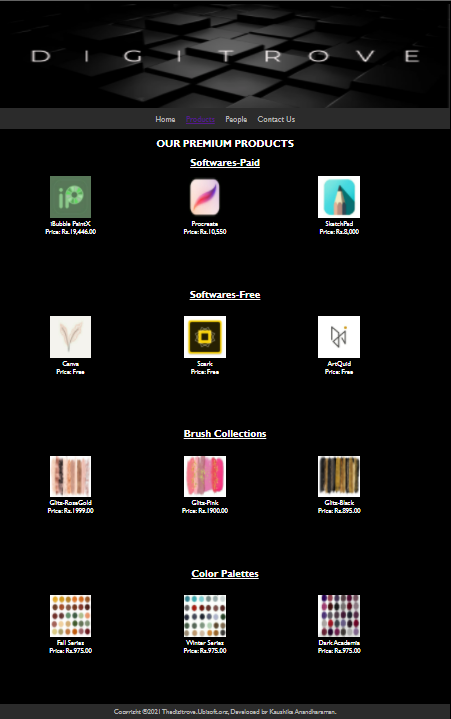 DIGITROVE
Home Products People Contact Us
OUR PREMIUM PRODUCTS
Softwares-Paid
iBubble PaintX Procreate SketchPad
Price: Rs.19,446.00 Price: Rs.10,550 Price: Rs.8,000
Softwares-Free
Canva Spark ArtQuid
Price: Free Price: Free Price: Free
Brush Collections
Glitz-RoseGold Glitz-Pink Glitz-Black
Price: Rs.1999.00 Price: Rs.1900.00 Price: Rs.895.00
Color Palettes
Fall Series Winter Series Dark Academia
Price: Rs.975.00 Price: Rs.975.00 Price: Rs.975.00
Copyright ©2021 Thedigitrove.Ubisoft.org, Developed by Kaushika Anandharaman.